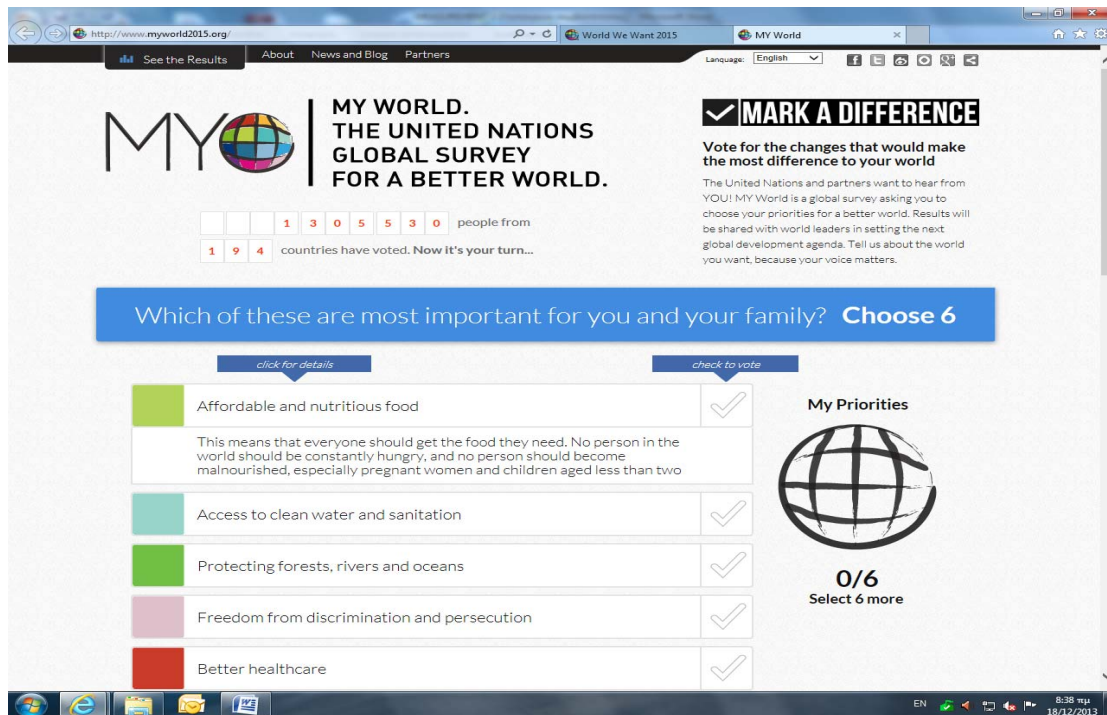 http://www.myworld2015.org/
World We Want 2015
MY World
See the Results
About News and Blog Partners
Language: English
MY
MY WORLD.
THE UNITED NATIONS
GLOBAL SURVEY
FOR A BETTER WORLD.
1 3 0 5 5 3 0 people from
1 9 4 countries have voted. Now it's your turn...
MARK A DIFFERENCE
Vote for the changes that would make
the most difference to your world
The United Nations and partners want to hear from
YOU! MY World is a global survey asking you to
choose your priorities for a better world. Results will
be shared with world leaders in setting the next
global development agenda. Tell us about the world
you want, because your voice matters.
Which of these are most important for you and your family? Choose 6
click for details
check to vote
Affordable and nutritious food
This means that everyone should get the food they need. No person in the
world should be constantly hungry, and no person should become
malnourished, especially pregnant women and children aged less than two
Access to clean water and sanitation
Protecting forests, rivers and oceans
Freedom from discrimination and persecution
Better healthcare
My Priorities
0/6
Select 6 more
EN
8:38 πμ
18/12/2013